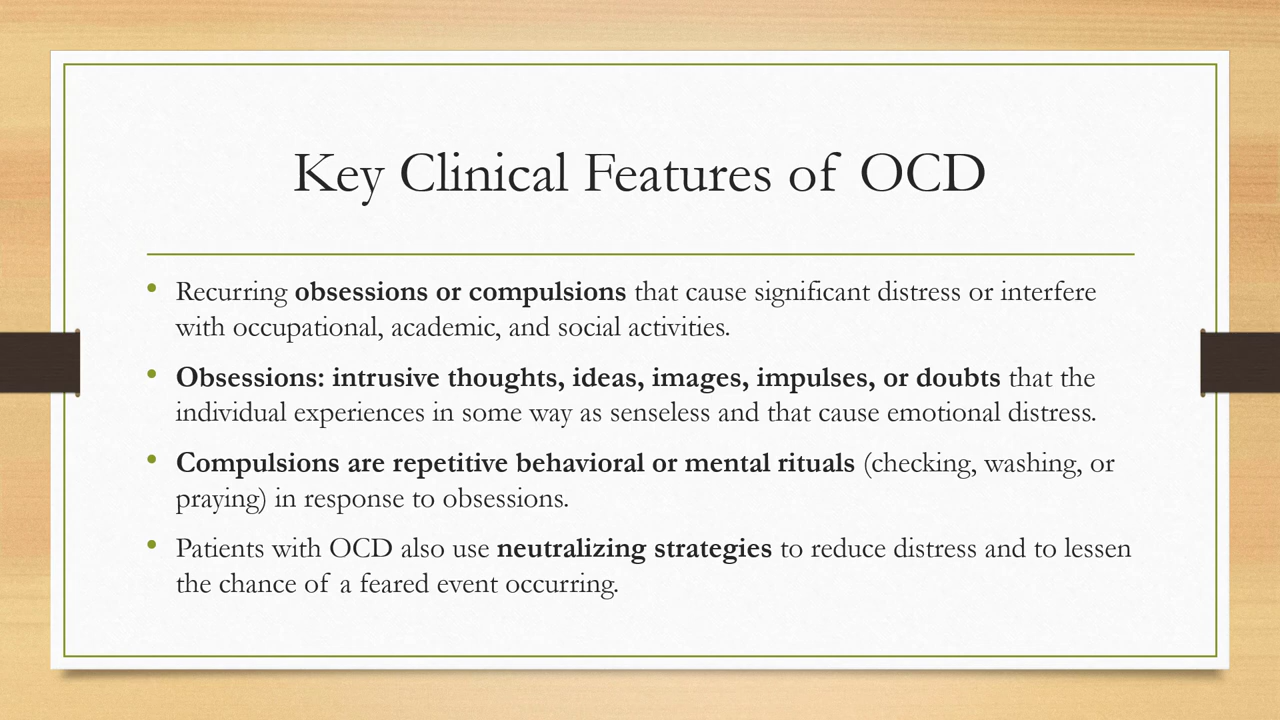 Key Clinical Features of OCD
• Recurring obsessions or compulsions that cause significant distress or interfere
with occupational, academic, and social activities.
• Obsessions: intrusive thoughts, ideas, images, impulses, or doubts that the
individual experiences in some way as senseless and that cause emotional distress.
• Compulsions are repetitive behavioral or mental rituals (checking, washing, or
praying) in response to obsessions.
• Patients with OCD also use neutralizing strategies to reduce distress and to lessen
the chance of a feared event occurring.